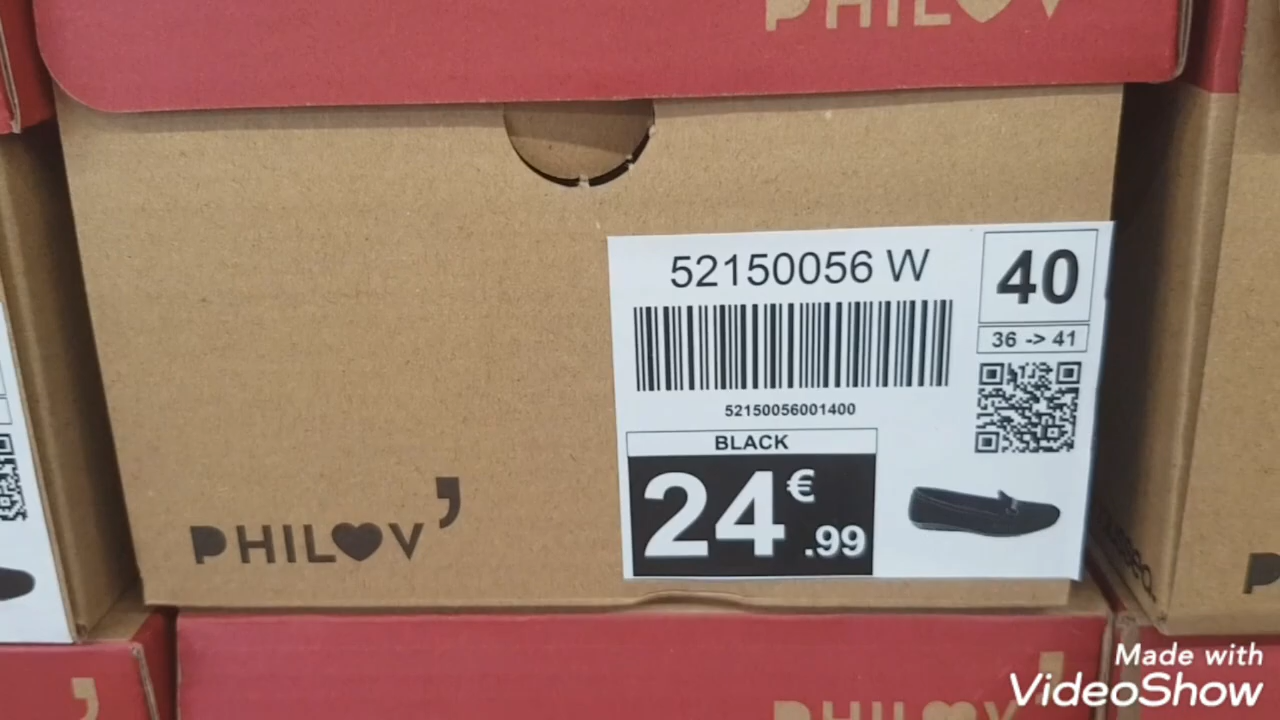 PHILOV
52150056 W
40
36 -> 41
52150056001400
BLACK
24€.99
PHILOV’
Made with
VideoShow